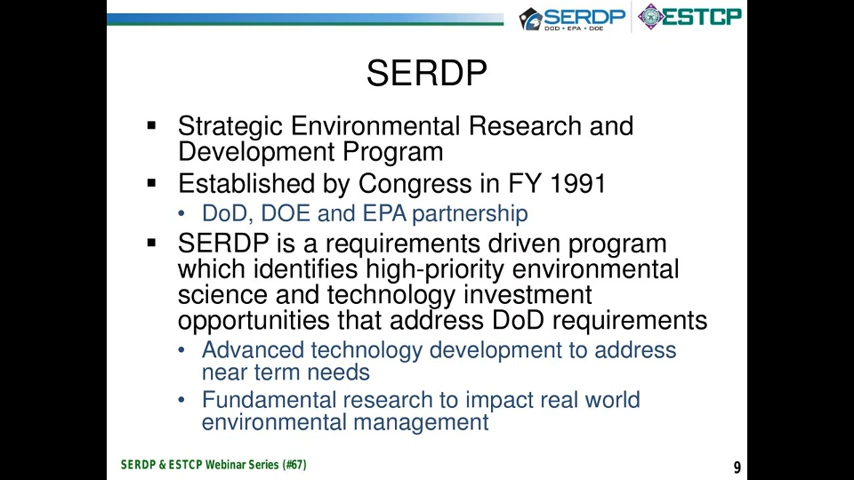 SERDP
DOD • EPA • DOE
ESTCP
SERDP
▪ Strategic Environmental Research and
Development Program
▪ Established by Congress in FY 1991
• DoD, DOE and EPA partnership
▪ SERDP is a requirements driven program
which identifies high-priority environmental
science and technology investment
opportunities that address DoD requirements
• Advanced technology development to address
near term needs
• Fundamental research to impact real world
environmental management
SERDP & ESTCP Webinar Series (#67)
9